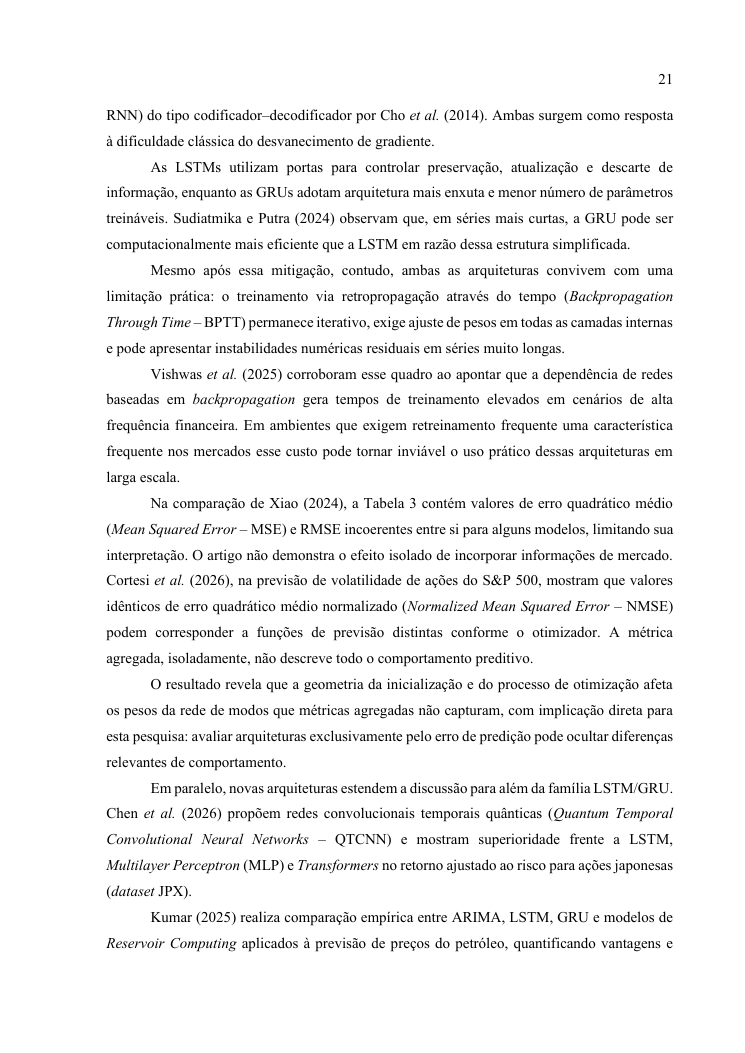 21
RNN) do tipo codificador–decodificador por Cho et al. (2014). Ambas surgem como resposta
à dificuldade clássica do desvanecimento de gradiente.
As LSTMs utilizam portas para controlar preservação, atualização e descarte de
informação, enquanto as GRUs adotam arquitetura mais enxuta e menor número de parâmetros
treináveis. Sudiatmika e Putra (2024) observam que, em séries mais curtas, a GRU pode ser
computacionalmente mais eficiente que a LSTM em razão dessa estrutura simplificada.
Mesmo após essa mitigação, contudo, ambas as arquiteturas convivem com uma
limitação prática: o treinamento via retropropagação através do tempo (Backpropagation
Through Time – BPTT) permanece iterativo, exige ajuste de pesos em todas as camadas internas
e pode apresentar instabilidades numéricas residuais em séries muito longas.
Vishwas et al. (2025) corroboram esse quadro ao apontar que a dependência de redes
baseadas em backpropagation gera tempos de treinamento elevados em cenários de alta
frequência financeira. Em ambientes que exigem retreinamento frequente uma característica
frequente nos mercados esse custo pode tornar inviável o uso prático dessas arquiteturas em
larga escala.
Na comparação de Xiao (2024), a Tabela 3 contém valores de erro quadrático médio
(Mean Squared Error – MSE) e RMSE incoerentes entre si para alguns modelos, limitando sua
interpretação. O artigo não demonstra o efeito isolado de incorporar informações de mercado.
Cortesi et al. (2026), na previsão de volatilidade de ações do S&P 500, mostram que valores
idênticos de erro quadrático médio normalizado (Normalized Mean Squared Error – NMSE)
podem corresponder a funções de previsão distintas conforme o otimizador. A métrica
agregada, isoladamente, não descreve todo o comportamento preditivo.
O resultado revela que a geometria da inicialização e do processo de otimização afeta
os pesos da rede de modos que métricas agregadas não capturam, com implicação direta para
esta pesquisa: avaliar arquiteturas exclusivamente pelo erro de predição pode ocultar diferenças
relevantes de comportamento.
Em paralelo, novas arquiteturas estendem a discussão para além da família LSTM/GRU.
Chen et al. (2026) propõem redes convolucionais temporais quânticas (Quantum Temporal
Convolutional Neural Networks – QTCNN) e mostram superioridade frente a LSTM,
Multilayer Perceptron (MLP) e Transformers no retorno ajustado ao risco para ações japonesas
(dataset JPX).
Kumar (2025) realiza comparação empírica entre ARIMA, LSTM, GRU e modelos de
Reservoir Computing aplicados à previsão de preços do petróleo, quantificando vantagens e